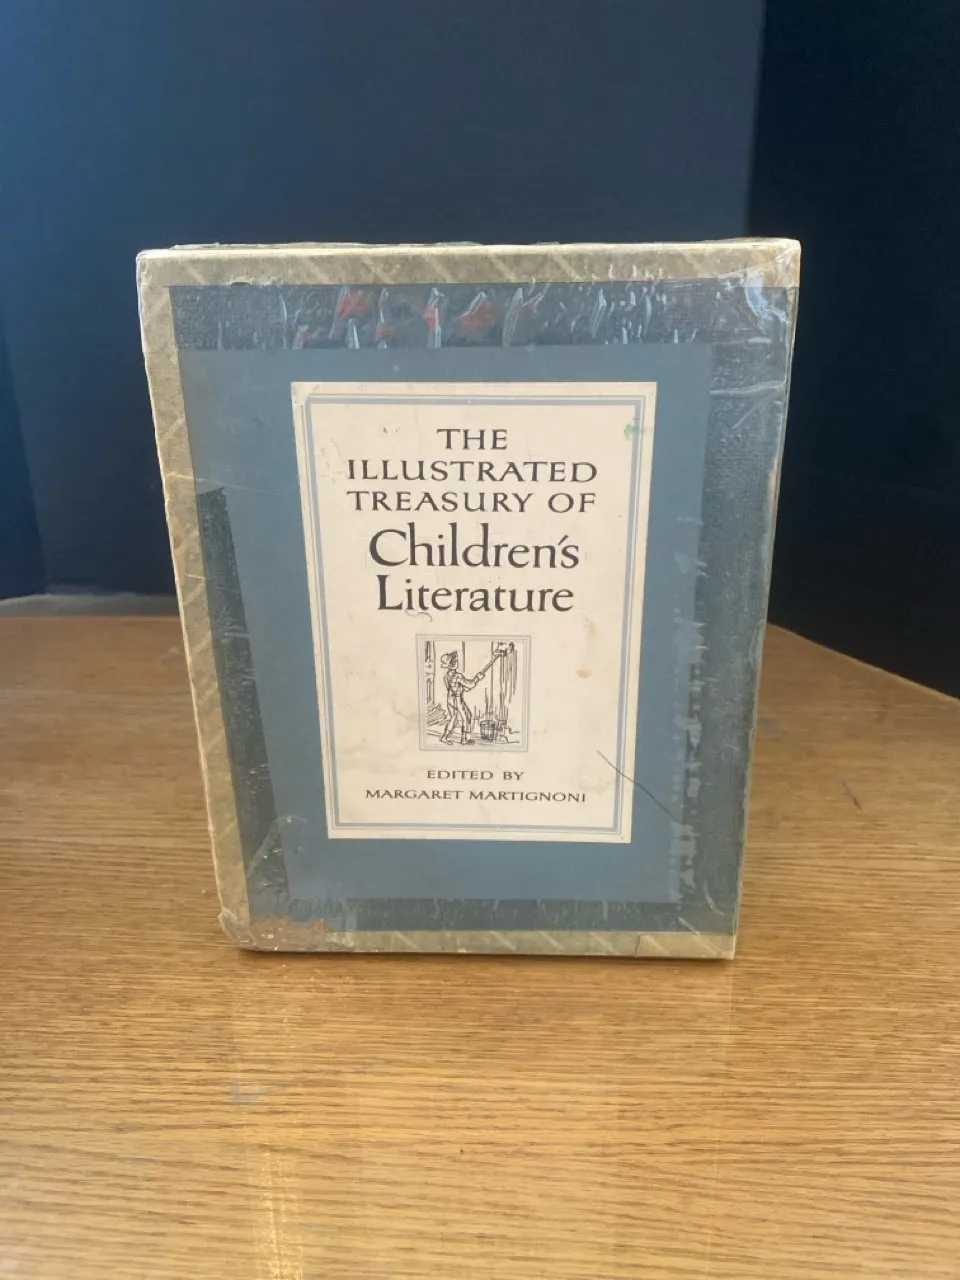 THE
ILLUSTRATED
TREASURY OF
Children's
Literature
EDITED BY
MARGARET MARTIGNONI